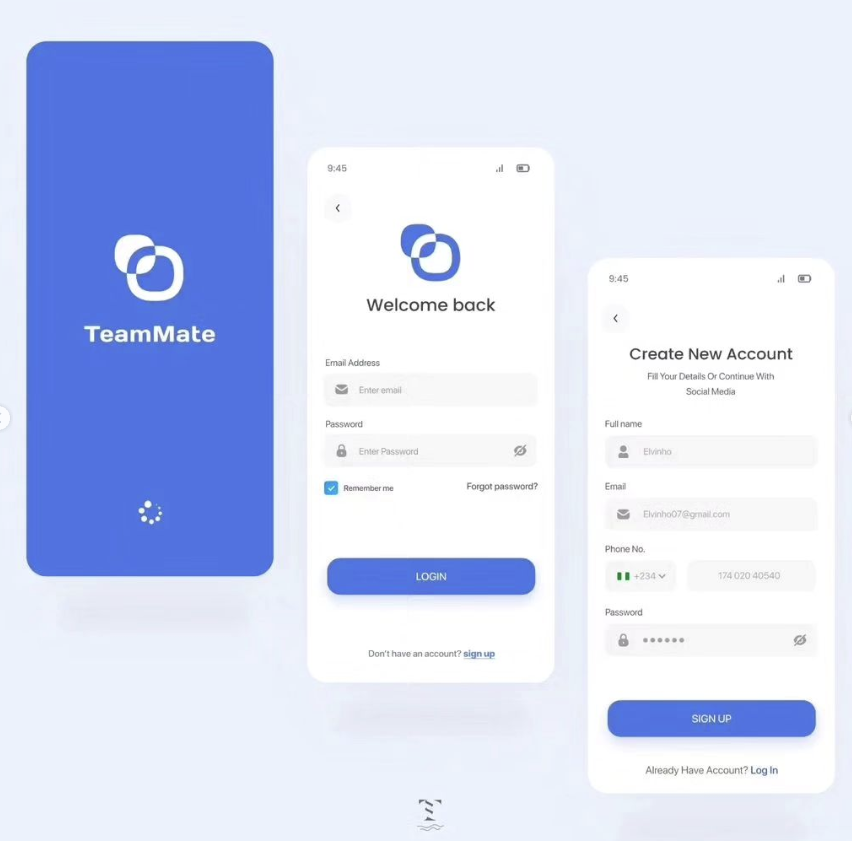 TeamMate
9:45
Welcome back
Email Address
Enter email
Password
Enter Password
Remember me
Forgot password?
LOGIN
Don't have an account? sign up
9:45
Create New Account
Fill Your Details Or Continue With
Social Media
Full name
Elvinho
Email
Elvinho07@gmail.com
Phone No.
+234
174 020 40540
Password
SIGN UP
Already Have Account? Log In